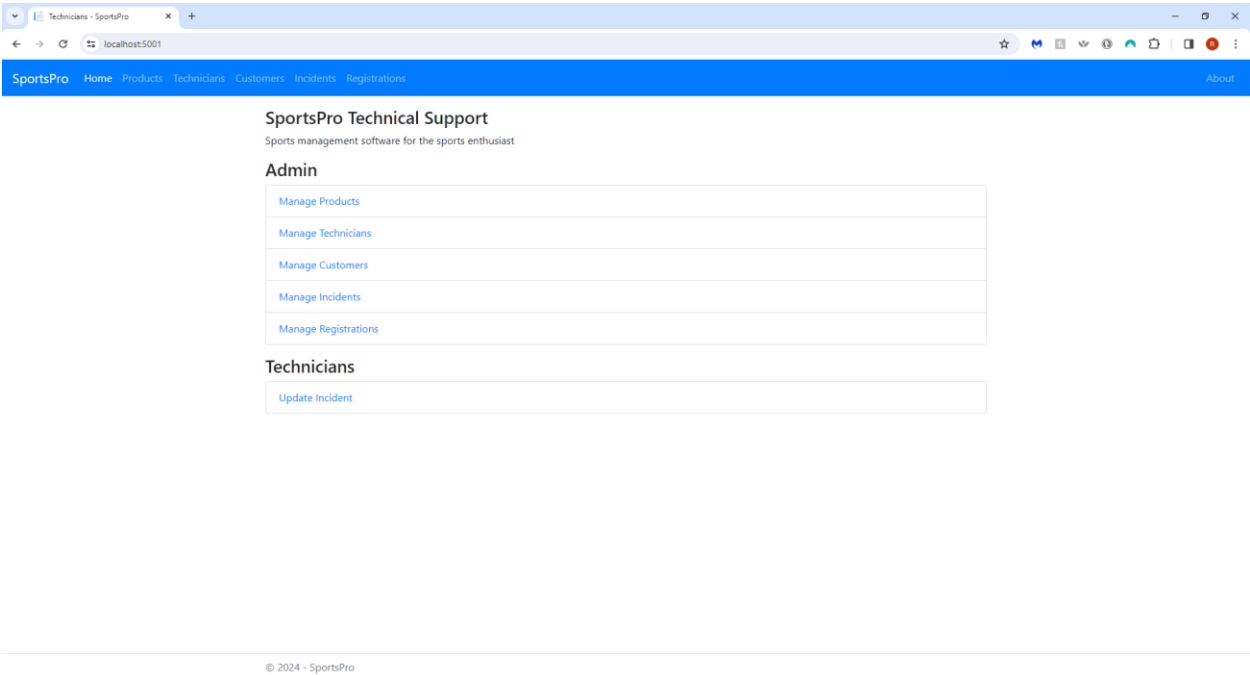 Technicians - SportsPro
localhost:5001
SportsPro Home Products Technicians Customers Incidents Registrations About
SportsPro Technical Support
Sports management software for the sports enthusiast
Admin
Manage Products
Manage Technicians
Manage Customers
Manage Incidents
Manage Registrations
Technicians
Update Incident
© 2024 - SportsPro